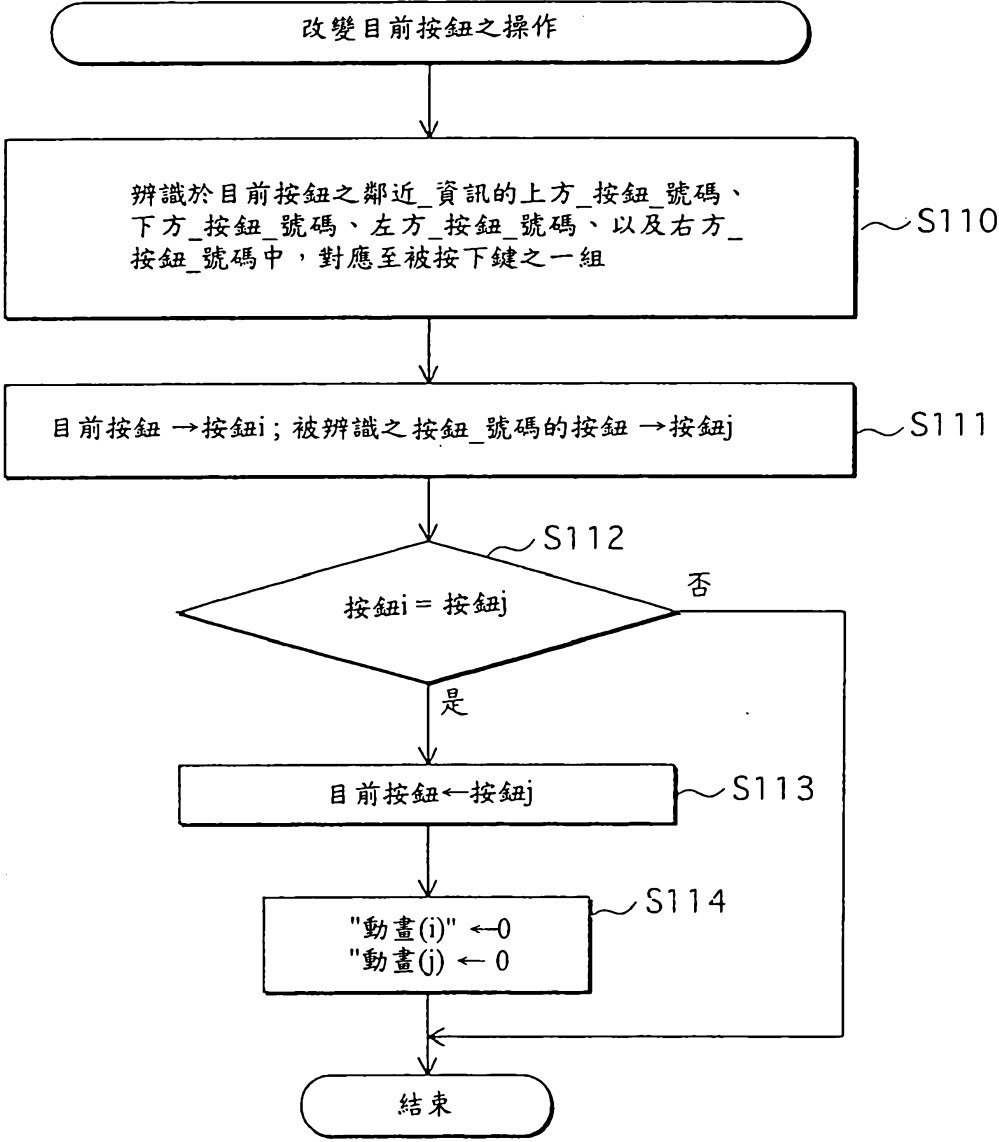 改變目前按鈕之操作
辨識於目前按鈕之鄰近_資訊的上方_按鈕_號碼、
下方_按鈕_號碼、左方_按鈕_號碼、以及右方_
按鈕_號碼中，對應至被按下鍵之一組
S110
目前按鈕→按鈕i；被辨識之按鈕_號碼的按鈕→按鈕j
S111
S112
按鈕i = 按鈕j
否
是
目前按鈕←按鈕j
S113
S114
"動畫(i)" ←0
"動畫(j) ← 0
結束